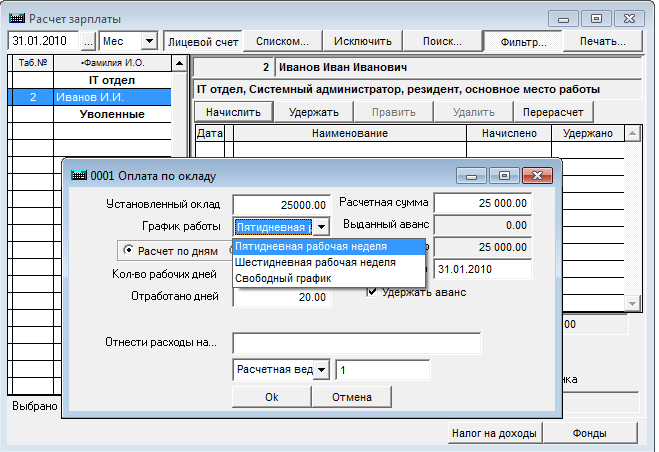 Расчет зарплаты
31.01.2010 ... Мес Лицевой счет Списком... Исключить Поиск... Фильтр... Печать...
Таб.№ •Фамилия И.О.
IT отдел
2 Иванов И.И.
Уволенные
2 Иванов Иван Иванович
IT отдел, Системный администратор, резидент, основное место работы
Начислить Удержать Править Удалить Перерасчет
Дата Наименование Начислено Удержано
0001 Оплата по окладу
Установленный оклад 25000.00 Расчетная сумма 25 000.00
График работы Пятидневная Выданный аванс 0.00
Расчет по дням 25 000.00
Пятидневная рабочая неделя
Шестидневная рабочая неделя
Свободный график
Кол-во рабочих дней 31.01.2010
Отработано дней 20.00 Удержать аванс
Отнести расходы на...
Расчетная вед 1
Ok Отмена
00
нка
Выбрано
Налог на доходы Фонды